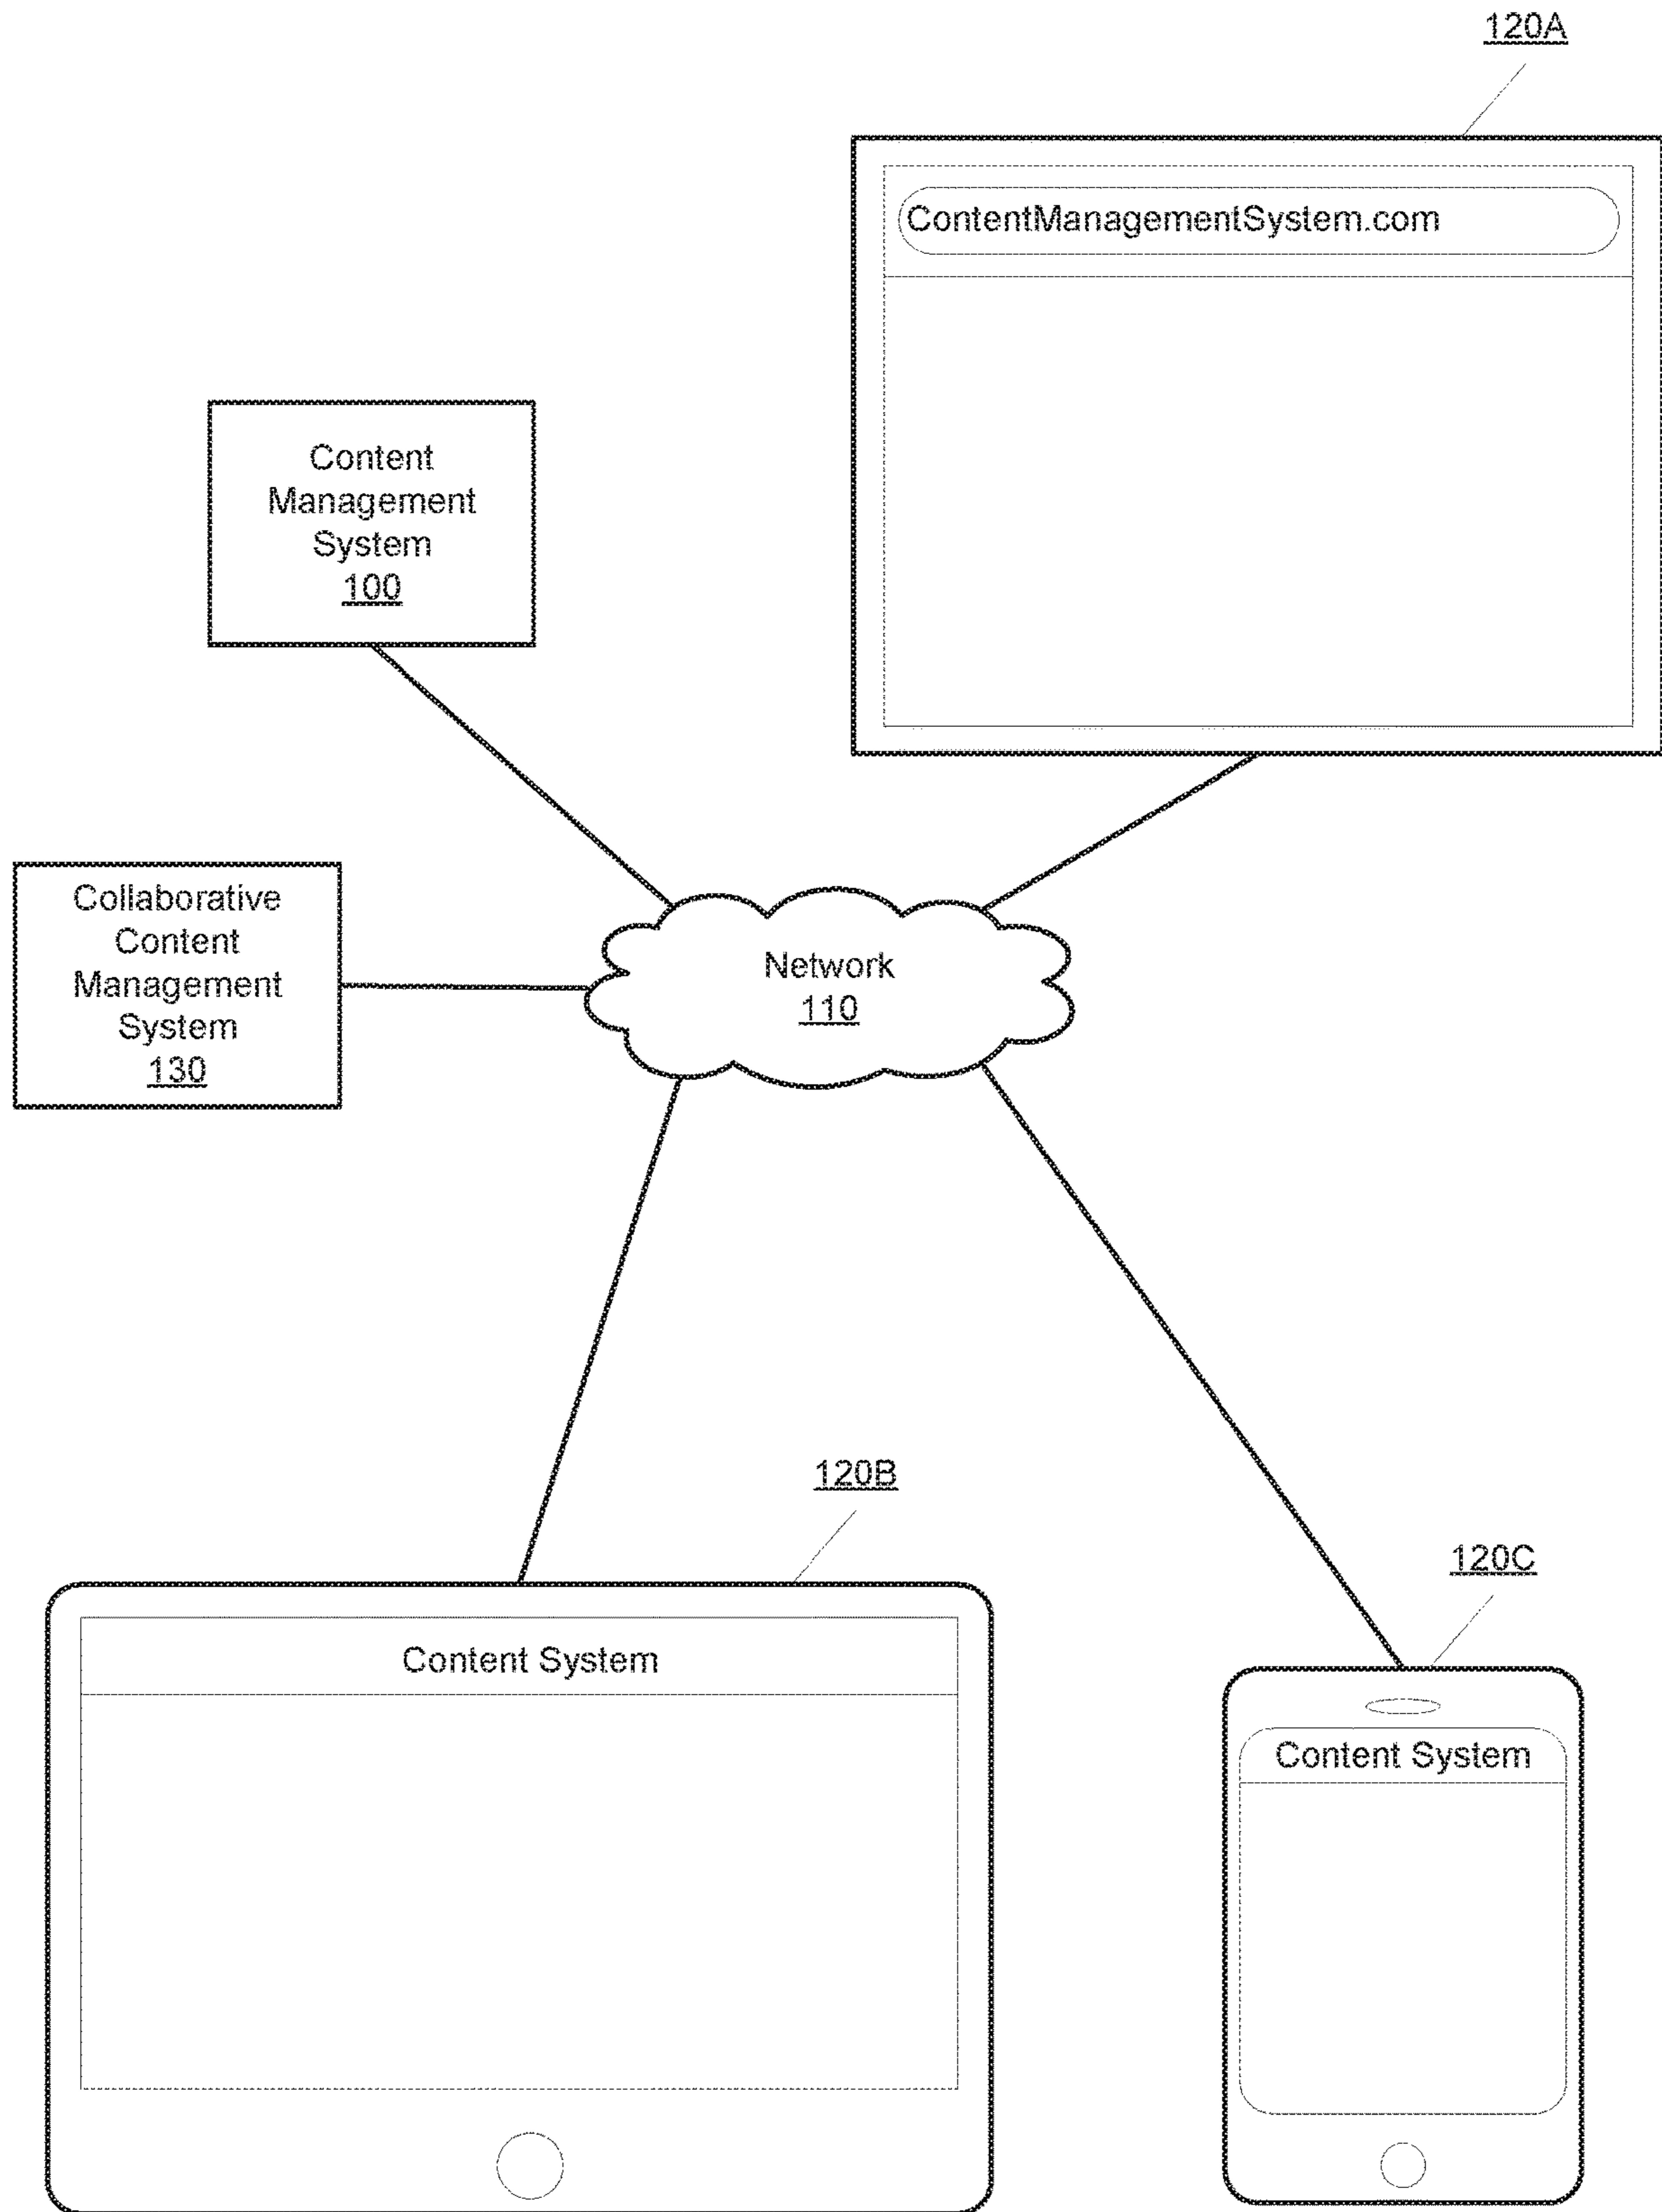 120A
ContentManagementSystem.com
Content
Management
System
100
Collaborative
Content
Management
System
130
Network
110
120B
Content System
120C
Content System